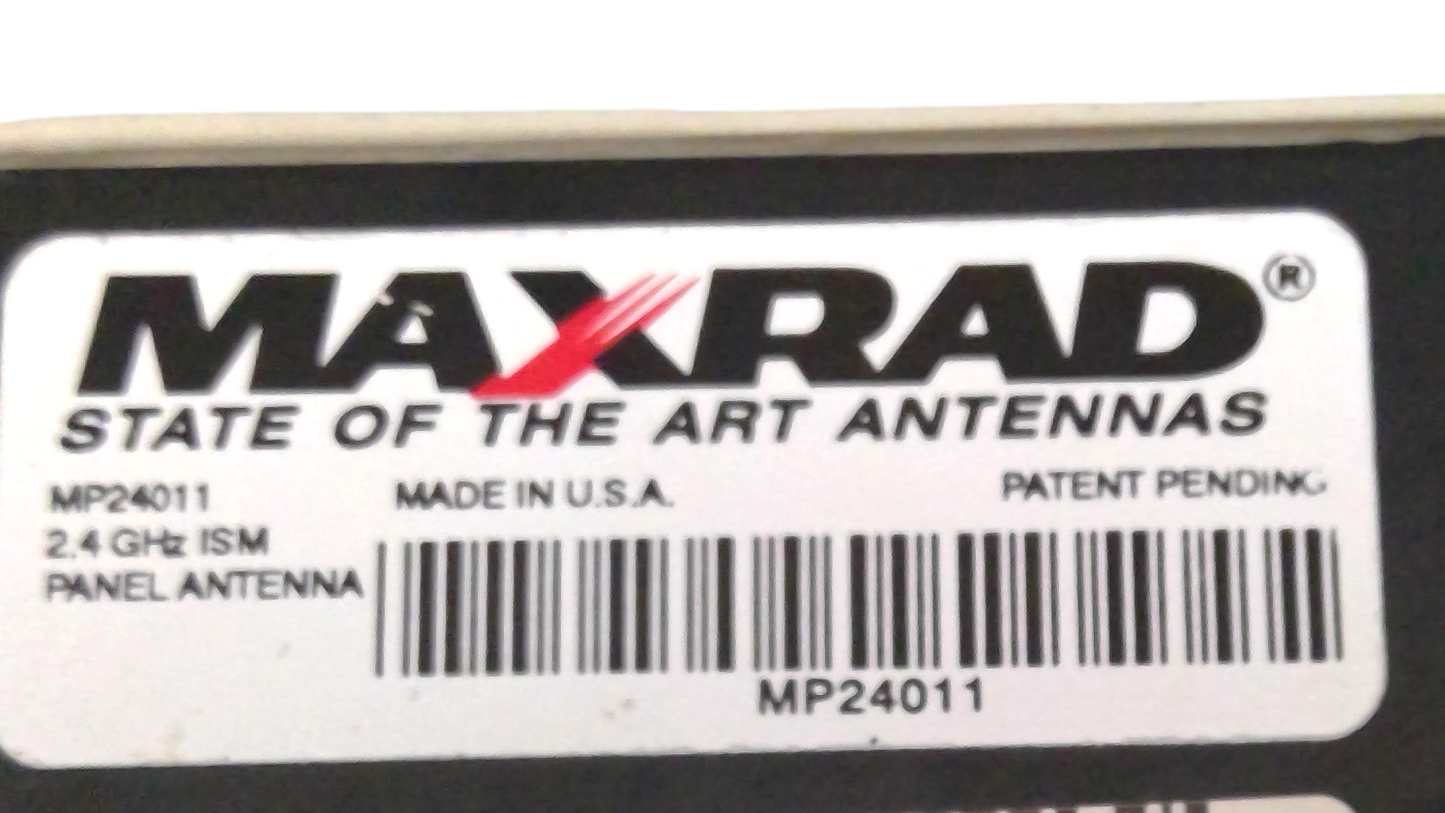 MAXRAD®
STATE OF THE ART ANTENNAS
MP24011 MADE IN U.S.A. PATENT PENDING
2.4 GHz ISM
PANEL ANTENNA
MP24011